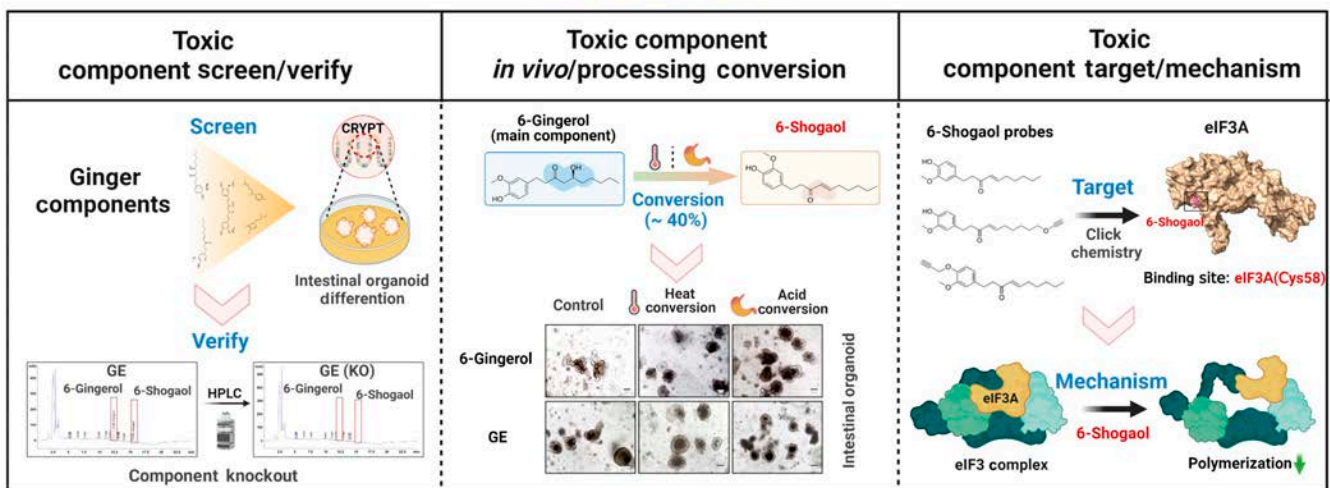 Toxic
component screen/verify
Screen
CRYPT
Ginger
components
Intestinal organoid
differention
Verify
GE
6-Gingerol
6-Shogaol
HPLC
GE (KO)
6-Gingerol
6-Shogaol
Component knockout
Toxic component
in vivo/processing conversion
6-Gingerol
(main component)
6-Shogaol
Conversion
(~ 40%)
Control
Heat
conversion
Acid
conversion
6-Gingerol
GE
Intestinal organoid
Toxic
component target/mechanism
6-Shogaol probes
eIF3A
Target
Click
chemistry
6-Shogaol
Binding site: eIF3A(Cys58)
Mechanism
eIF3A
6-Shogaol
eIF3 complex
Polymerization